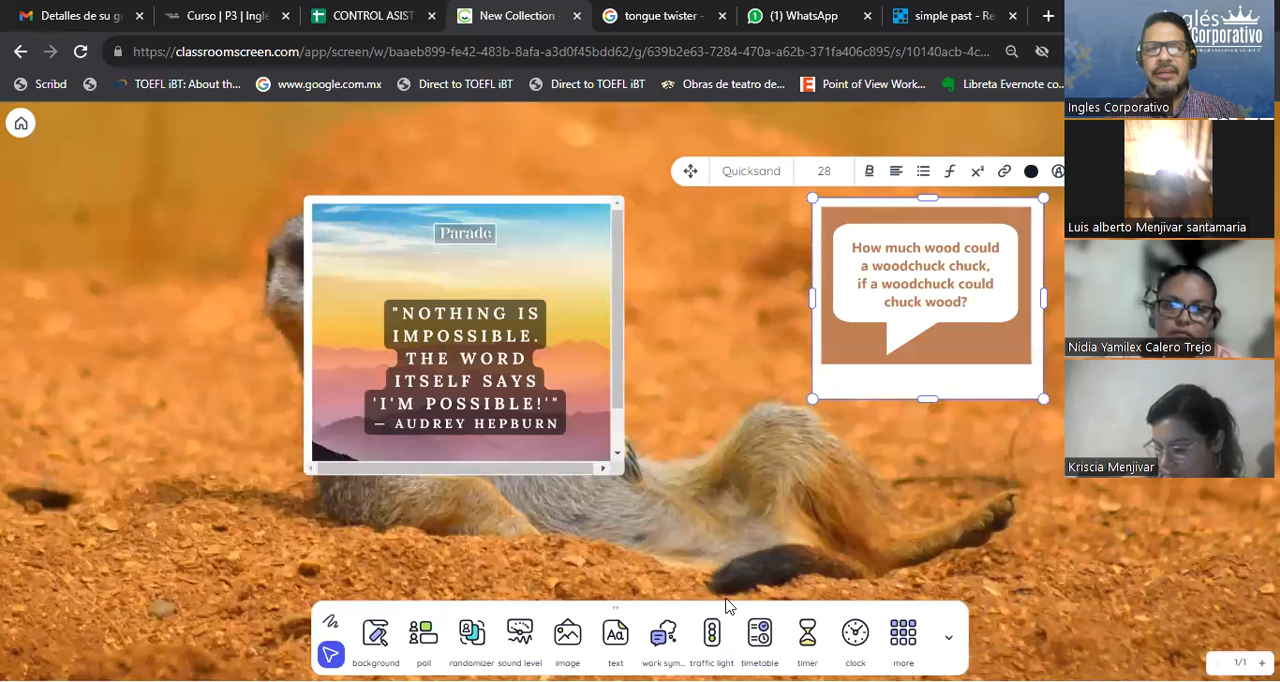 Detalles de su gr
Curso | P3 | Inglé
CONTROL ASIST
New Collection -
tongue twister -
(1) WhatsApp
simple past - Re
https://classroomscreen.com/app/screen/w/baaeb899-fe42-483b-8afa-a3d0f45bdd62/g/639b2e63-7284-470a-a62b-371fa406c895/s/10140acb-4c...
Scribd
TOEFL iBT: About th...
www.google.com.mx
Direct to TOEFL iBT
Direct to TOEFL iBT
Obras de teatro de...
Point of View Work...
Libreta Evernote co...
Inglés
Corporativo
Ingles Corporativo
Luis alberto Menjivar santamaria
Nidia Yamilex Calero Trejo
Kriscia Menjivar
Quicksand
28
Parade
"NOTHING IS
IMPOSSIBLE.
THE WORD
ITSELF SAYS
'I'M POSSIBLE!'"
— AUDREY HEPBURN
How much wood could
a woodchuck chuck,
if a woodchuck could
chuck wood?
background
poll
randomizer
sound level
image
text
work sym...
traffic light
timetable
timer
clock
more
1/1